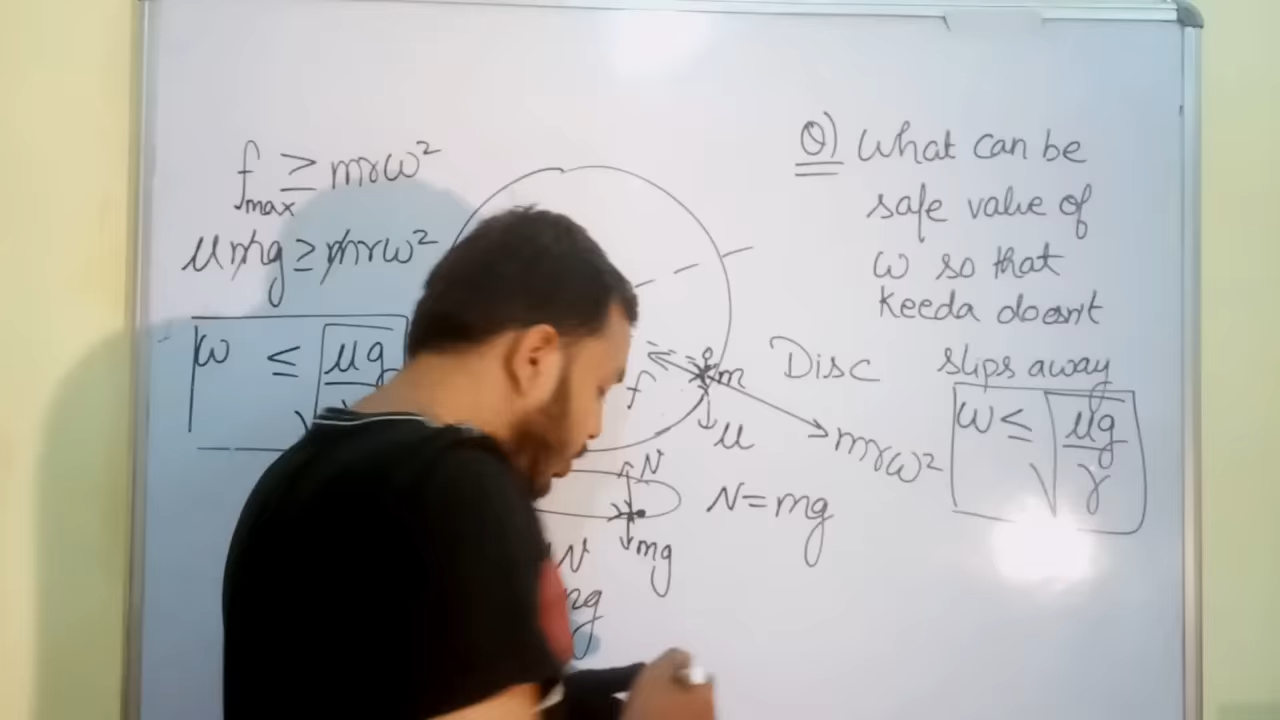 f_max ≥ mrω²
μmg ≥ mrω²
ω ≤ √μg
Q) What can be
safe value of
ω so that
Keeda doesn't
slips away
ω ≤ √μg/r
Disc
m
f
μ
mrω²
N
N = mg
mg
N